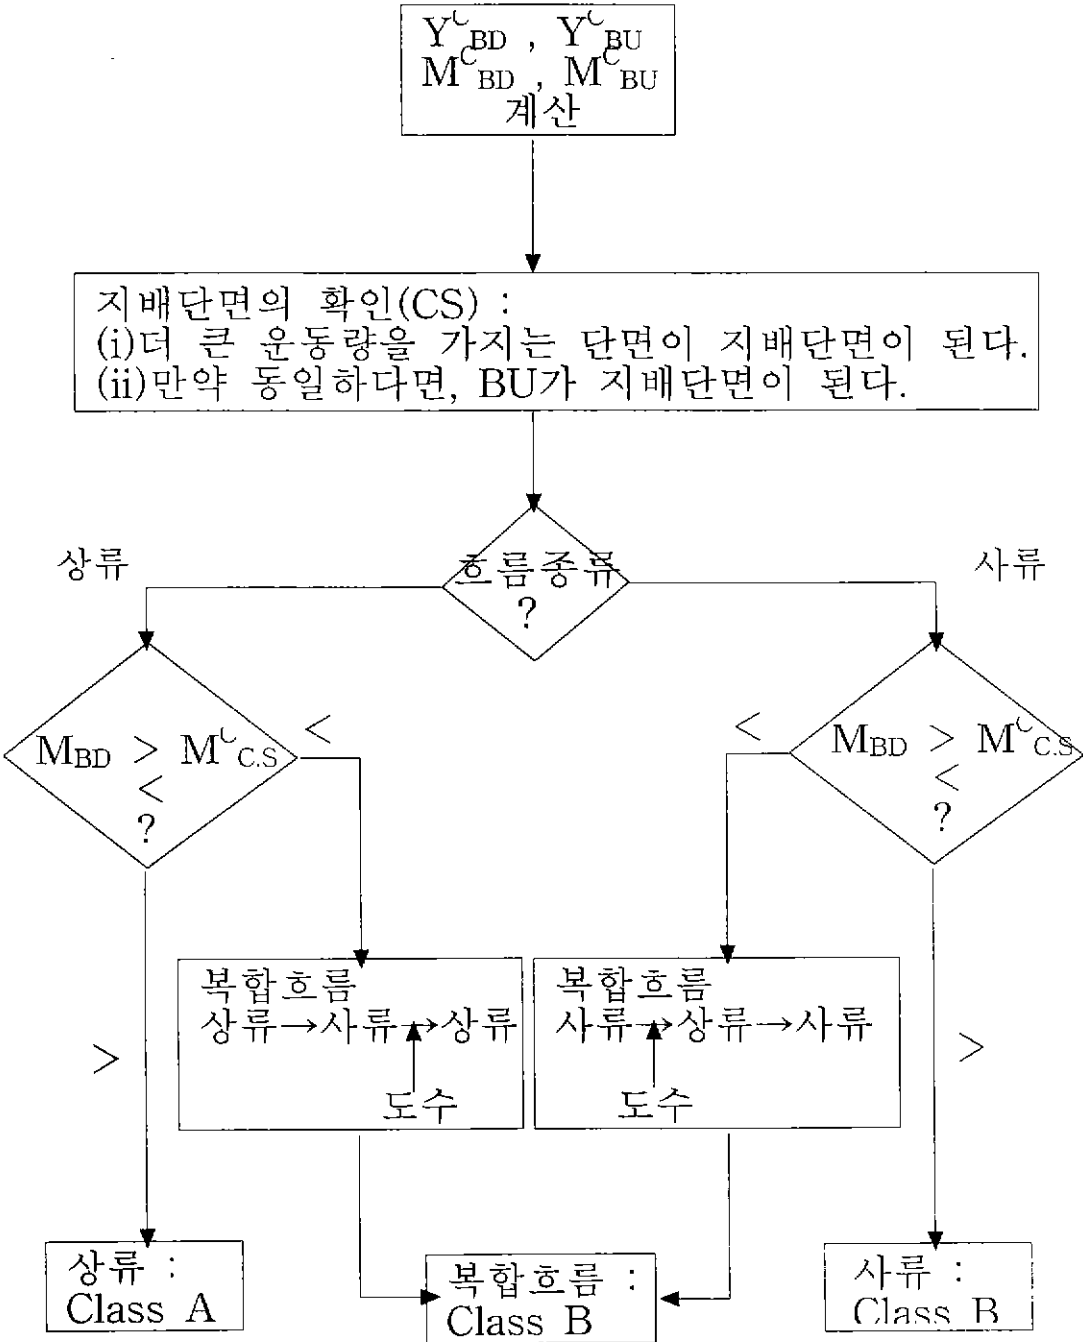 Y^C_BD , Y^C_BU
M^C_BD , M^C_BU
계산
지배단면의 확인(CS) :
(i)더 큰 운동량을 가지는 단면이 지배단면이 된다.
(ii)만약 동일하다면, BU가 지배단면이 된다.
흐름종류
?
상류
사류
M_BD > M^C_C.S
<
?
<
M_BD > M^C_C.S
<
?
<
복합흐름
상류→사류→상류
도수
복합흐름
사류→상류→사류
도수
>
>
상류 :
Class A
복합흐름 :
Class B
사류 :
Class B